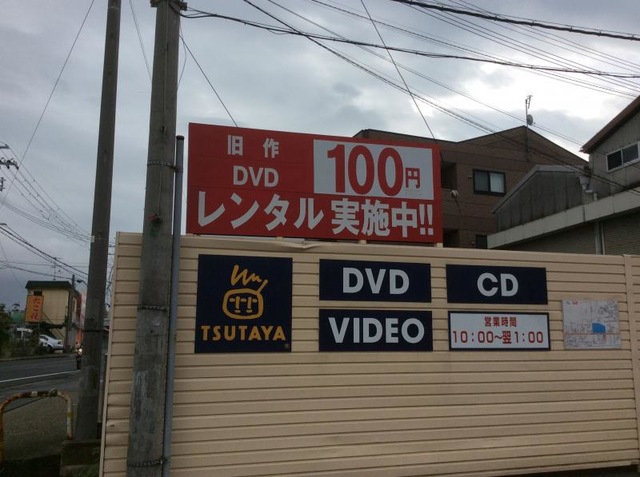 旧作
DVD
100円
レンタル実施中!!
TSUTAYA
DVD
CD
VIDEO
営業時間
10:00～翌1:00